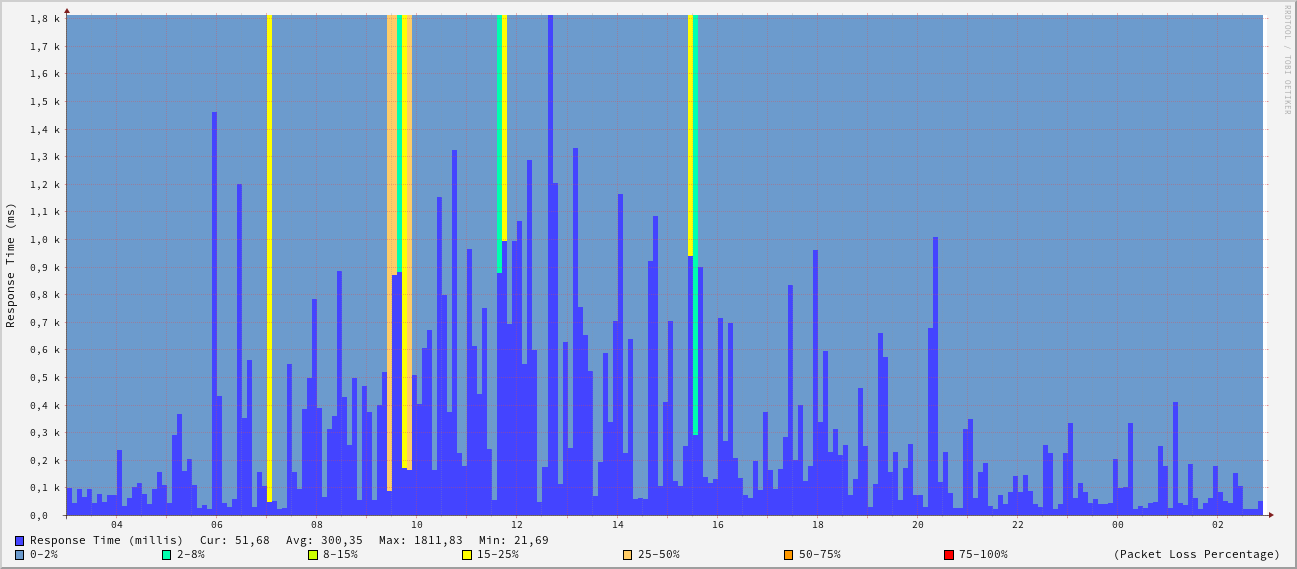 RRDTOOL / TOBI OETIKER
Response Time (ms)
1,8 k
1,7 k
1,6 k
1,5 k
1,4 k
1,3 k
1,2 k
1,1 k
1,0 k
0,9 k
0,8 k
0,7 k
0,6 k
0,5 k
0,4 k
0,3 k
0,2 k
0,1 k
0,0
04 06 08 10 12 14 16 18 20 22 00 02
Response Time (millis) Cur: 51,68 Avg: 300,35 Max: 1811,83 Min: 21,69
0-2% 2-8% 8-15% 15-25% 25-50% 50-75% 75-100% (Packet Loss Percentage)